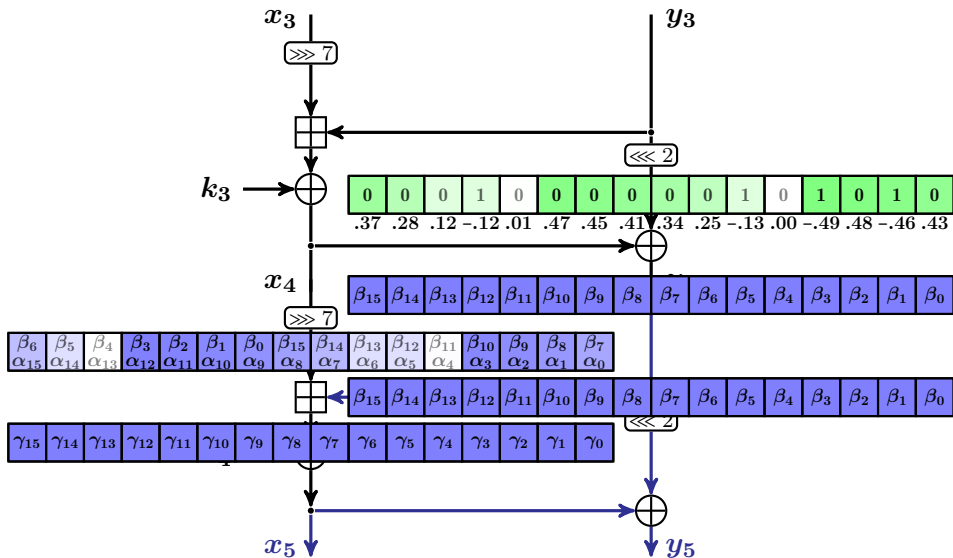 x₃ y₃
⋙ 7
⋘ 2
k₃
0 0 0 1 0 0 0 0 0 0 1 0 1 0 1 0
.37 .28 .12 -.12 .01 .47 .45 .41 .34 .25 -.13 .00 -.49 .48 -.46 .43
x₄
β₁₅ β₁₄ β₁₃ β₁₂ β₁₁ β₁₀ β₉ β₈ β₇ β₆ β₅ β₄ β₃ β₂ β₁ β₀
⋙ 7
β₆ β₅ β₄ β₃ β₂ β₁ β₀ β₁₅ β₁₄ β₁₃ β₁₂ β₁₁ β₁₀ β₉ β₈ β₇
α₁₅ α₁₄ α₁₃ α₁₂ α₁₁ α₁₀ α₉ α₈ α₇ α₆ α₅ α₄ α₃ α₂ α₁ α₀
β₁₅ β₁₄ β₁₃ β₁₂ β₁₁ β₁₀ β₉ β₈ β₇ β₆ β₅ β₄ β₃ β₂ β₁ β₀
⋘ 2
γ₁₅ γ₁₄ γ₁₃ γ₁₂ γ₁₁ γ₁₀ γ₉ γ₈ γ₇ γ₆ γ₅ γ₄ γ₃ γ₂ γ₁ γ₀
x₅ y₅